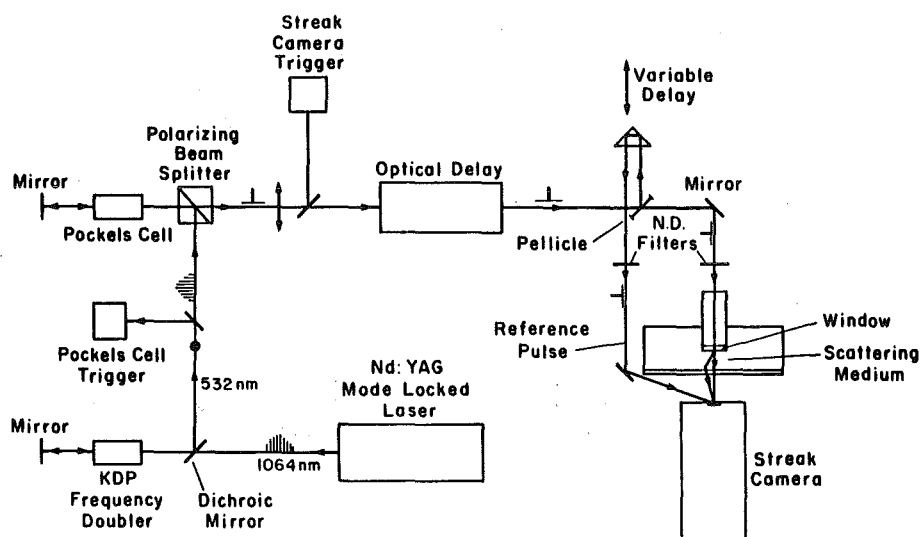 Streak
Camera
Trigger
Variable
Delay
Polarizing
Beam
Splitter
Optical Delay
Mirror
Mirror
Pockels Cell
Pellicle
N.D.
Filters
Pockels Cell
Trigger
Reference
Pulse
Window
Scattering
Medium
532 nm
Nd:YAG
Mode Locked
Laser
Mirror
1064nm
KDP
Frequency
Doubler
Dichroic
Mirror
Streak
Camera